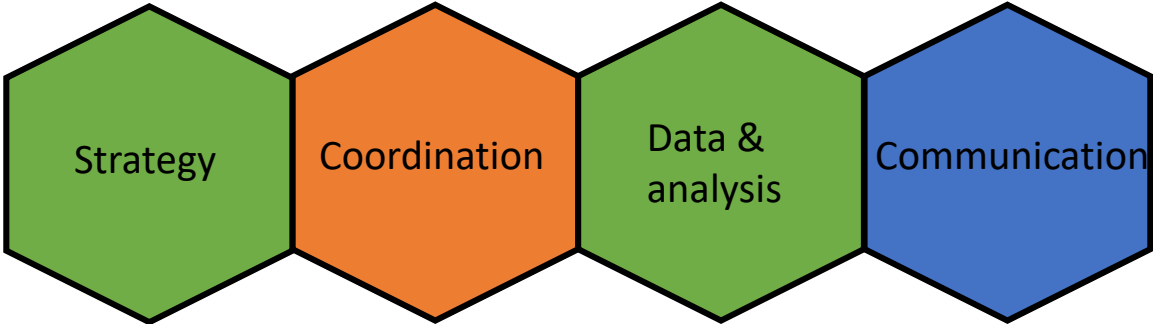 Strategy
Coordination
Data &
analysis
Communication